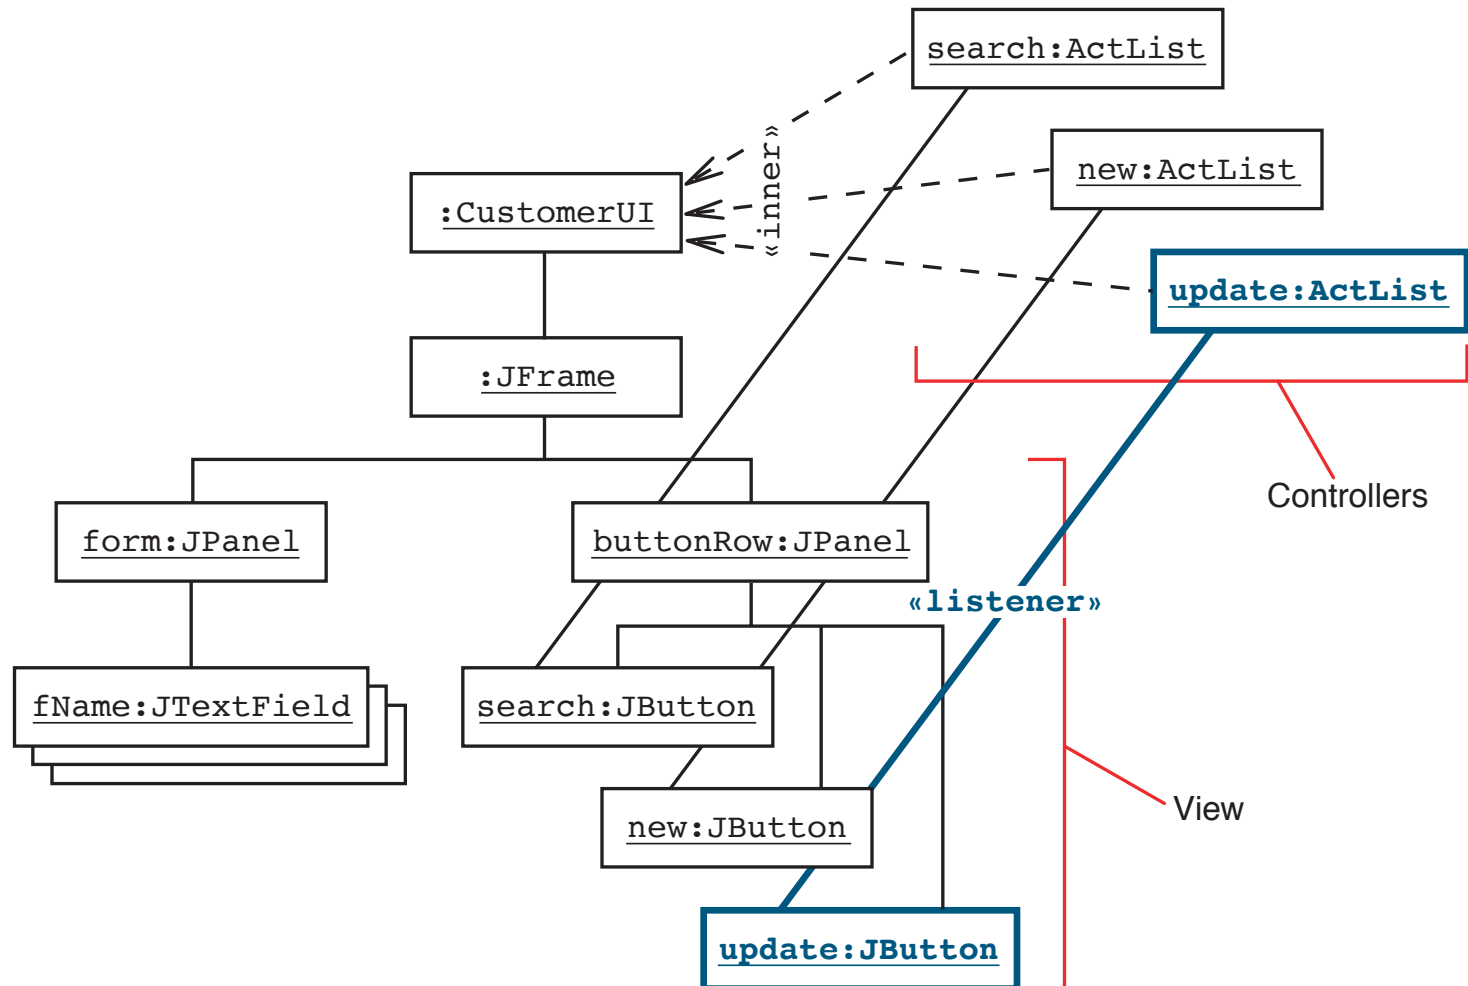 search:ActList
new:ActList
«inner»
:CustomerUI
update:ActList
:JFrame
Controllers
form:JPanel
buttonRow:JPanel
«listener»
fName:JTextField
search:JButton
View
new:JButton
update:JButton